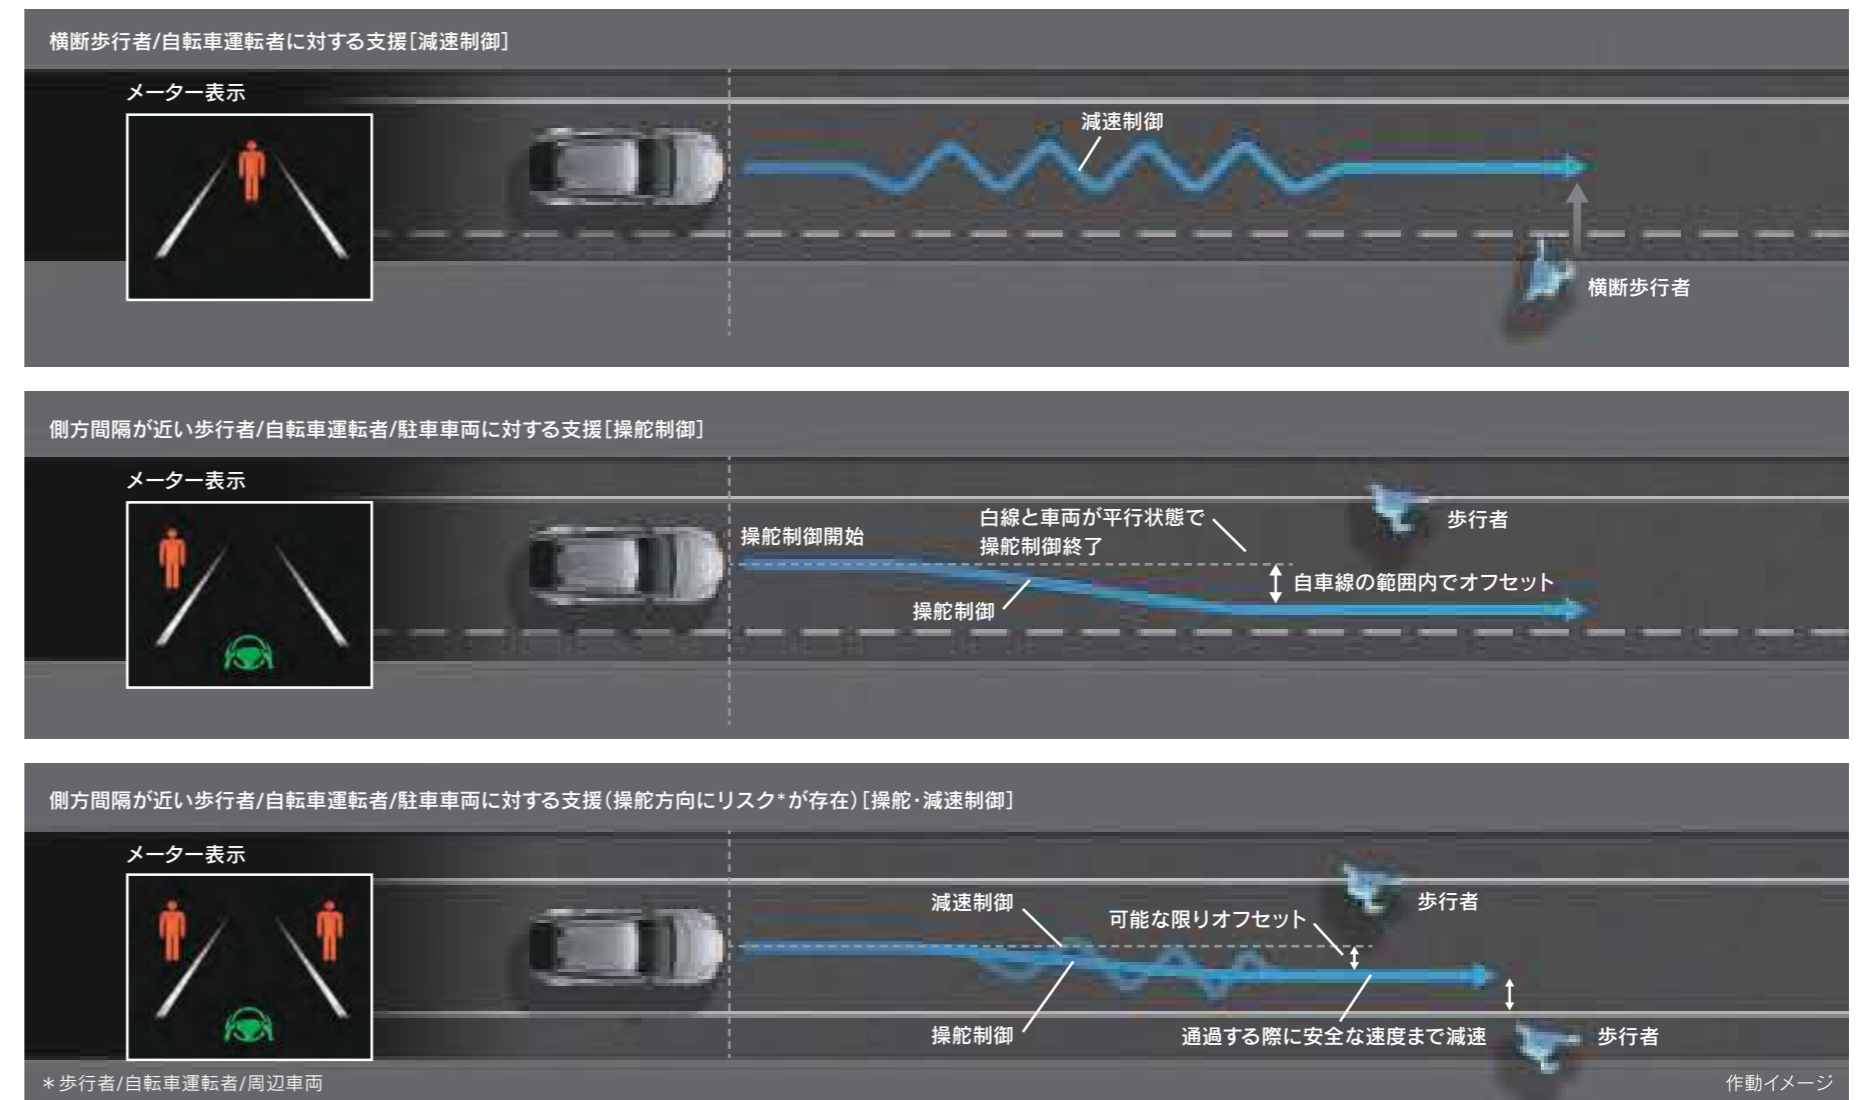 横断歩行者/自転車運転者に対する支援[減速制御]
メーター表示
減速制御
横断歩行者
側方間隔が近い歩行者/自転車運転者/駐車車両に対する支援[操舵制御]
メーター表示
操舵制御開始
白線と車両が平行状態で
操舵制御終了
歩行者
自車線の範囲内でオフセット
操舵制御
側方間隔が近い歩行者/自転車運転者/駐車車両に対する支援(操舵方向にリスク*が存在)[操舵・減速制御]
メーター表示
減速制御
可能な限りオフセット
歩行者
操舵制御
通過する際に安全な速度まで減速
歩行者
*歩行者/自転車運転者/周辺車両
作動イメージ